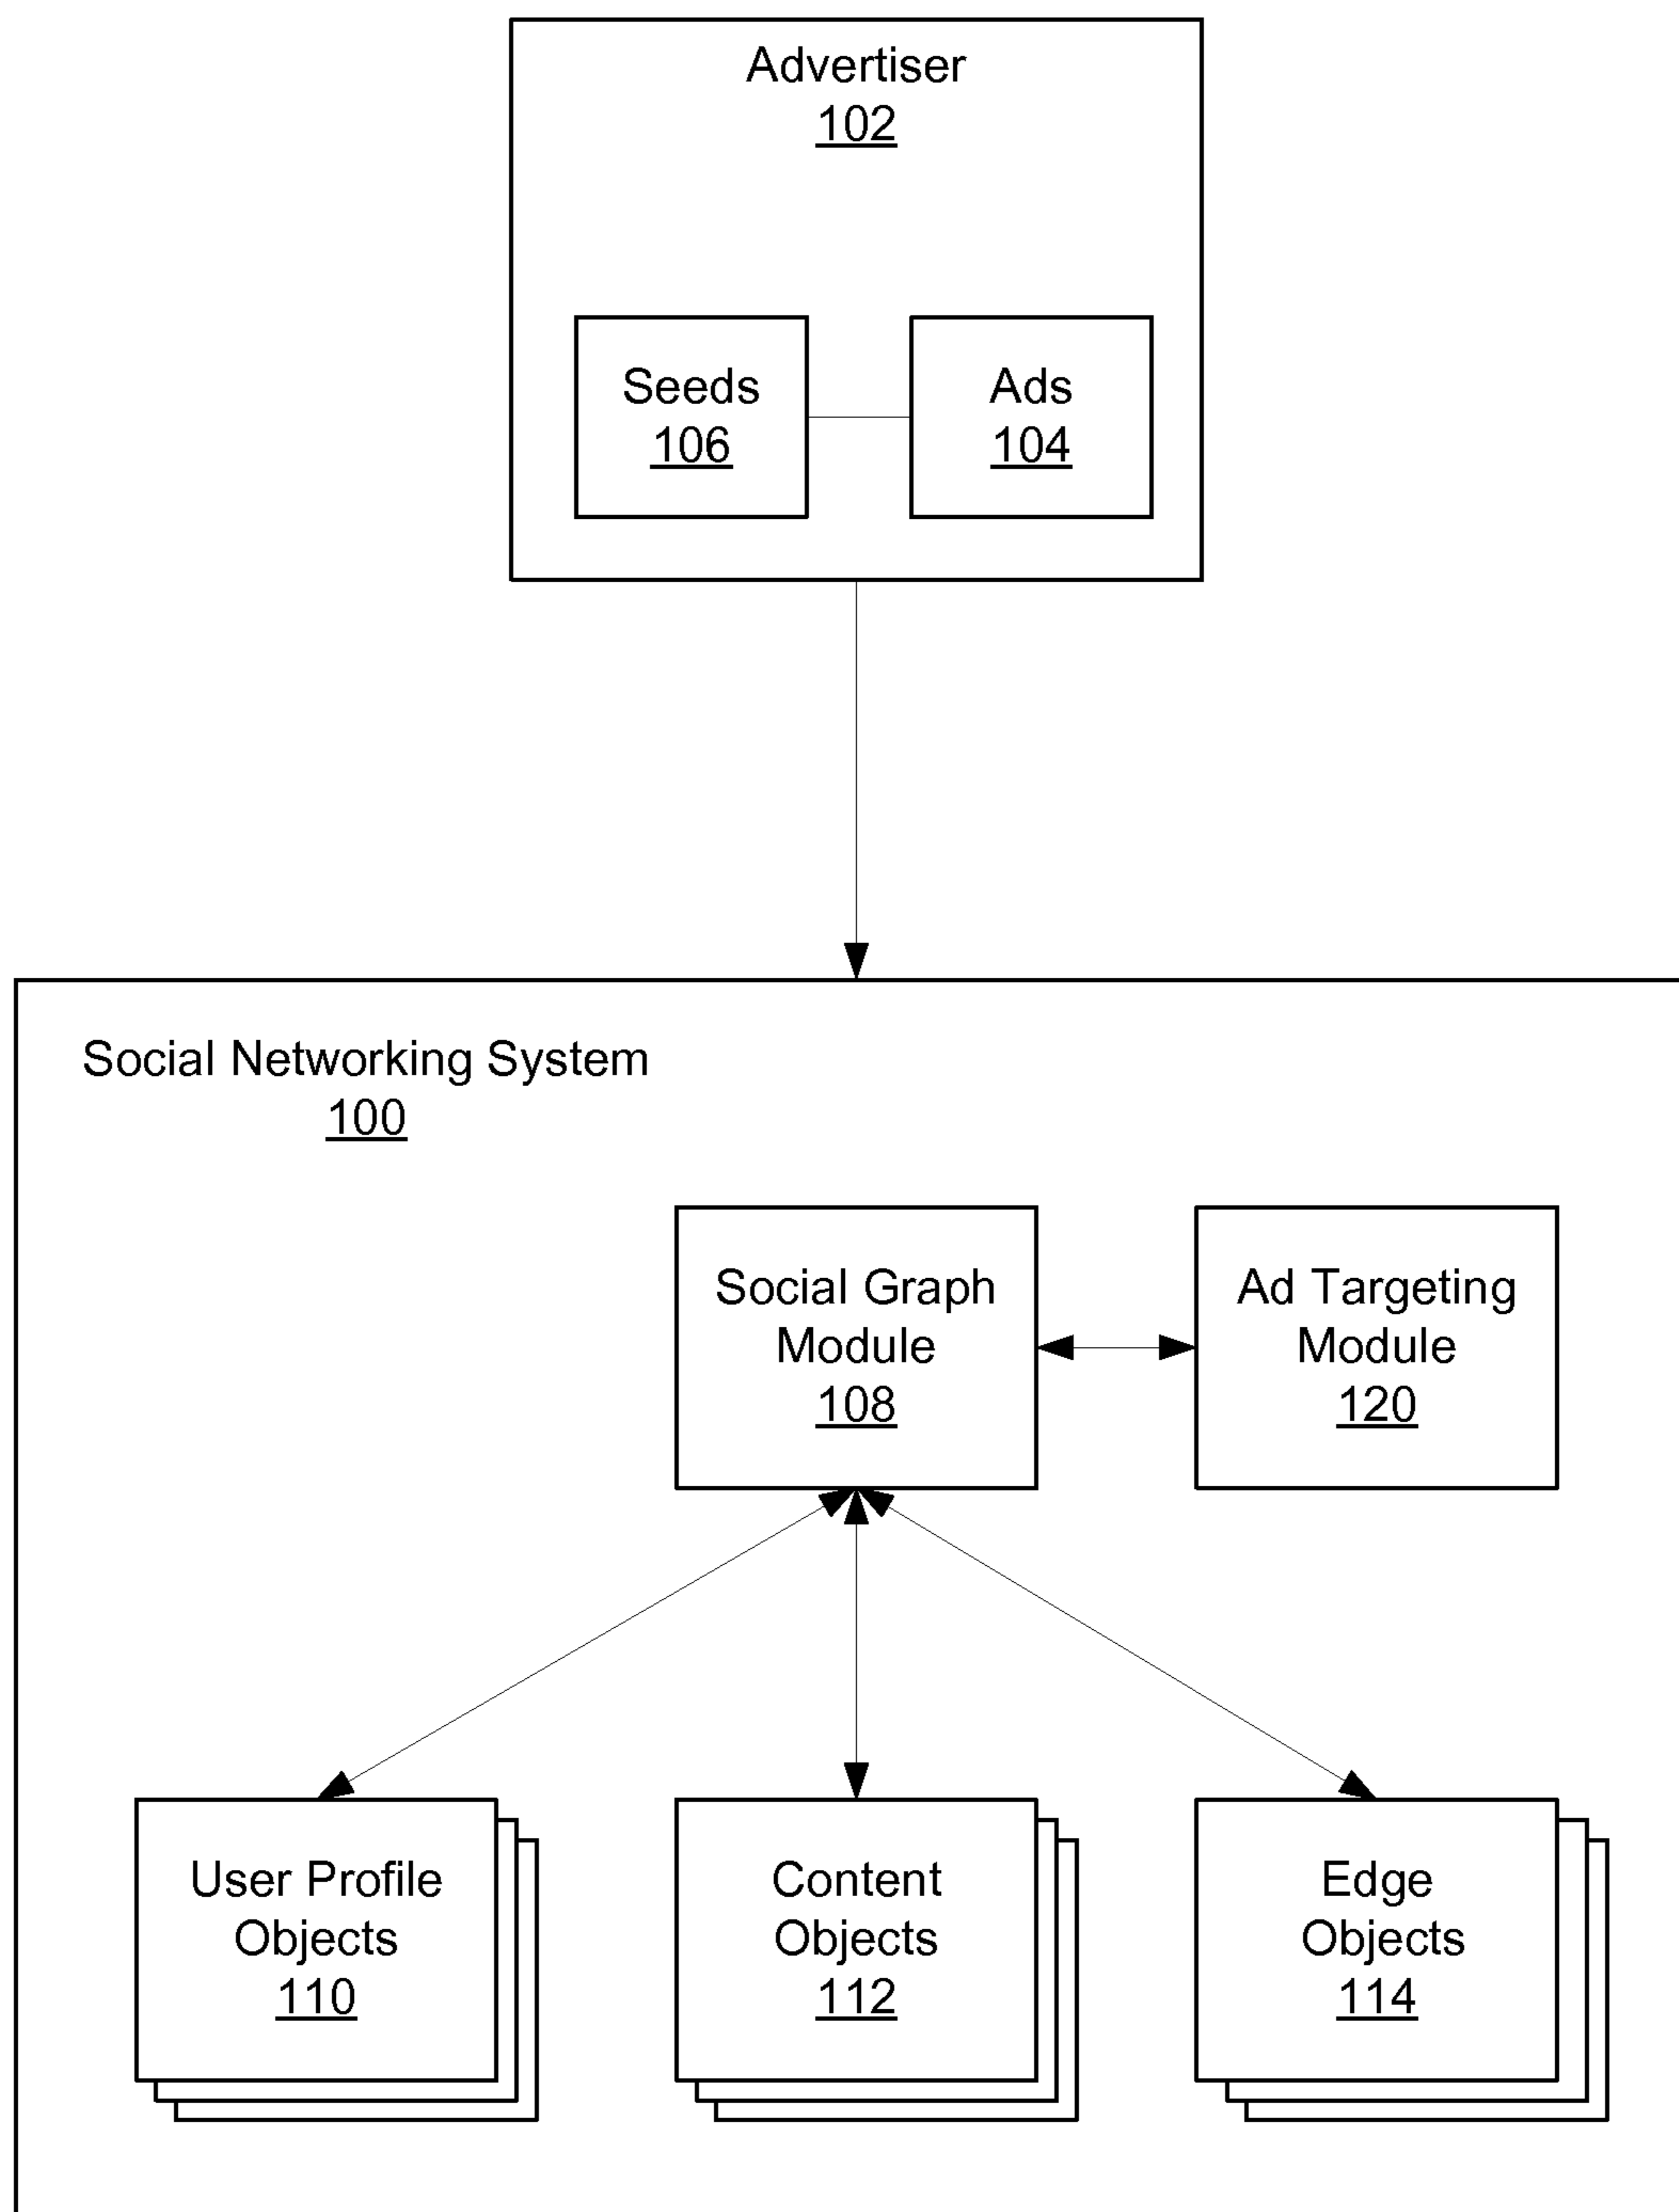 Advertiser
102
Seeds
106
Ads
104
Social Networking System
100
Social Graph
Module
108
Ad Targeting
Module
120
User Profile
Objects
110
Content
Objects
112
Edge
Objects
114